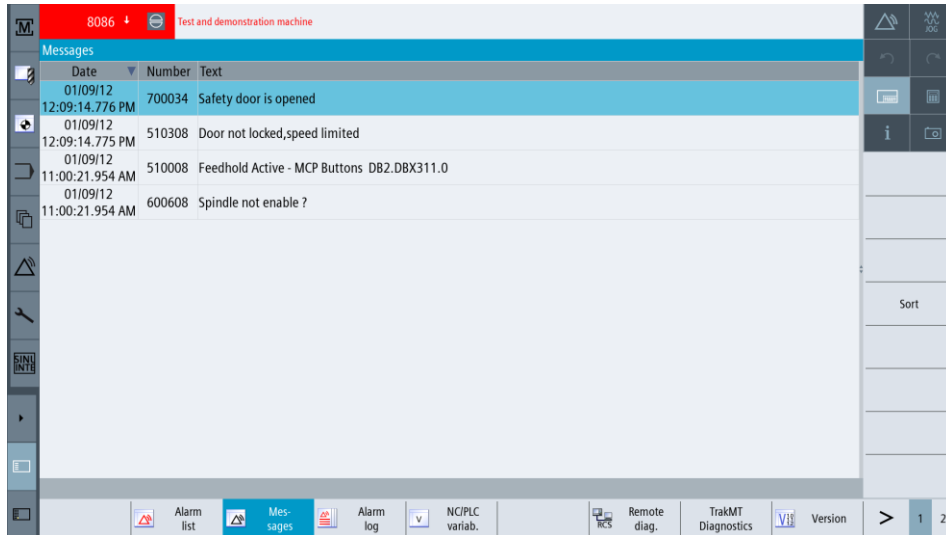 M
8086 ↓ Test and demonstration machine
JOG
Messages
Date Number Text
01/09/12
12:09:14.776 PM 700034 Safety door is opened
01/09/12
12:09:14.775 PM 510308 Door not locked,speed limited
01/09/12
11:00:21.954 AM 510008 Feedhold Active - MCP Buttons DB2.DBX311.0
01/09/12
11:00:21.954 AM 600608 Spindle not enable ?
i
Sort
SINU
INTE
Alarm
list
Mes-
sages
Alarm
log
V
NC/PLC
variab.
RCS
Remote
diag.
TrakMT
Diagnostics
Version
> 1 2